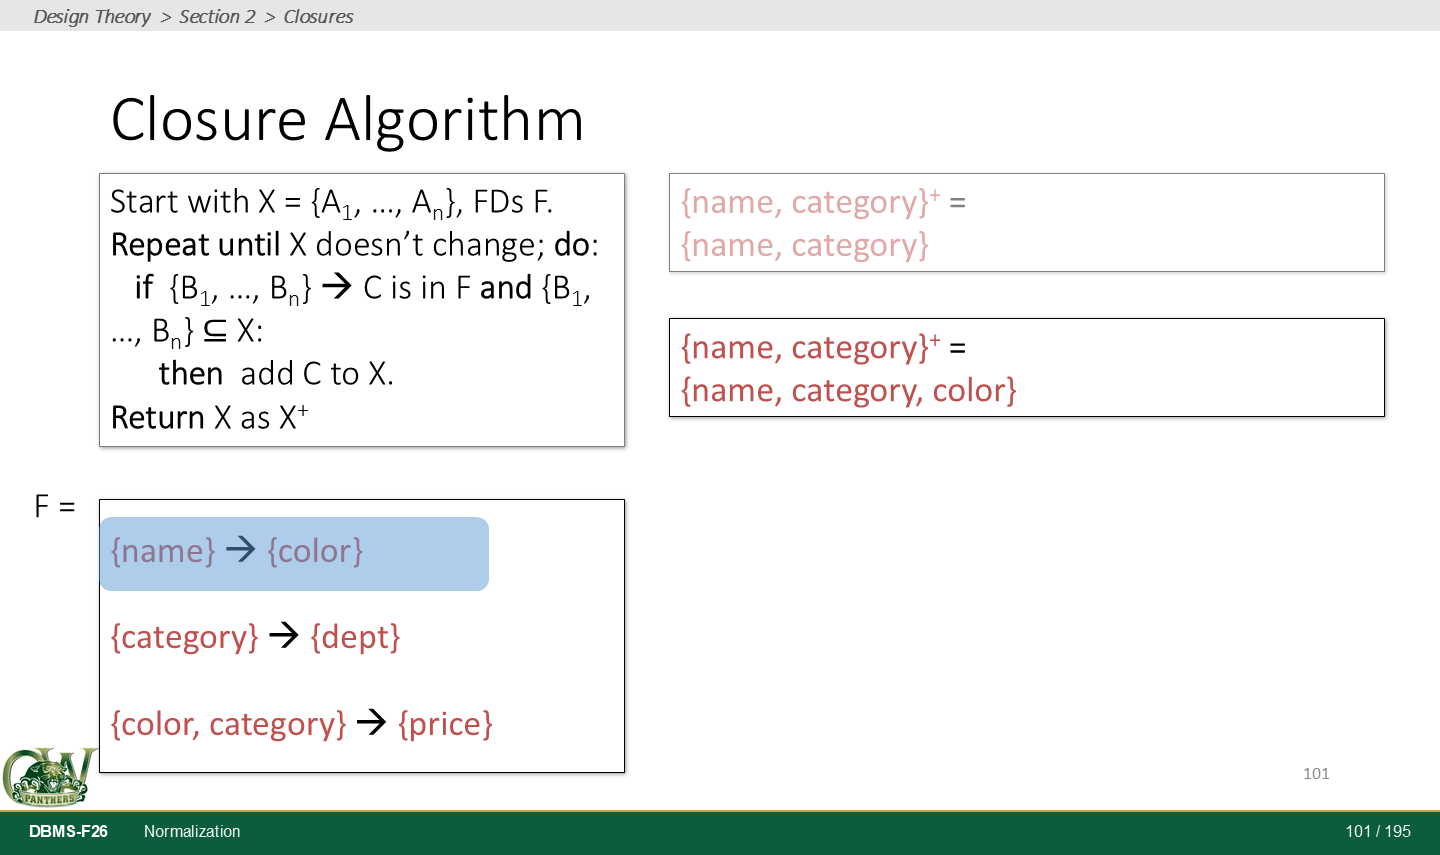 Design Theory > Section 2 > Closures
Closure Algorithm
Start with X = {A₁, …, Aₙ}, FDs F.
Repeat until X doesn’t change; do:
if {B₁, …, Bₙ} → C is in F and {B₁,
…, Bₙ} ⊆ X:
then add C to X.
Return X as X⁺
{name, category}⁺ =
{name, category}
{name, category}⁺ =
{name, category, color}
F =
{name} → {color}
{category} → {dept}
{color, category} → {price}
PANTHERS
101
DBMS-F26 Normalization 101 / 195